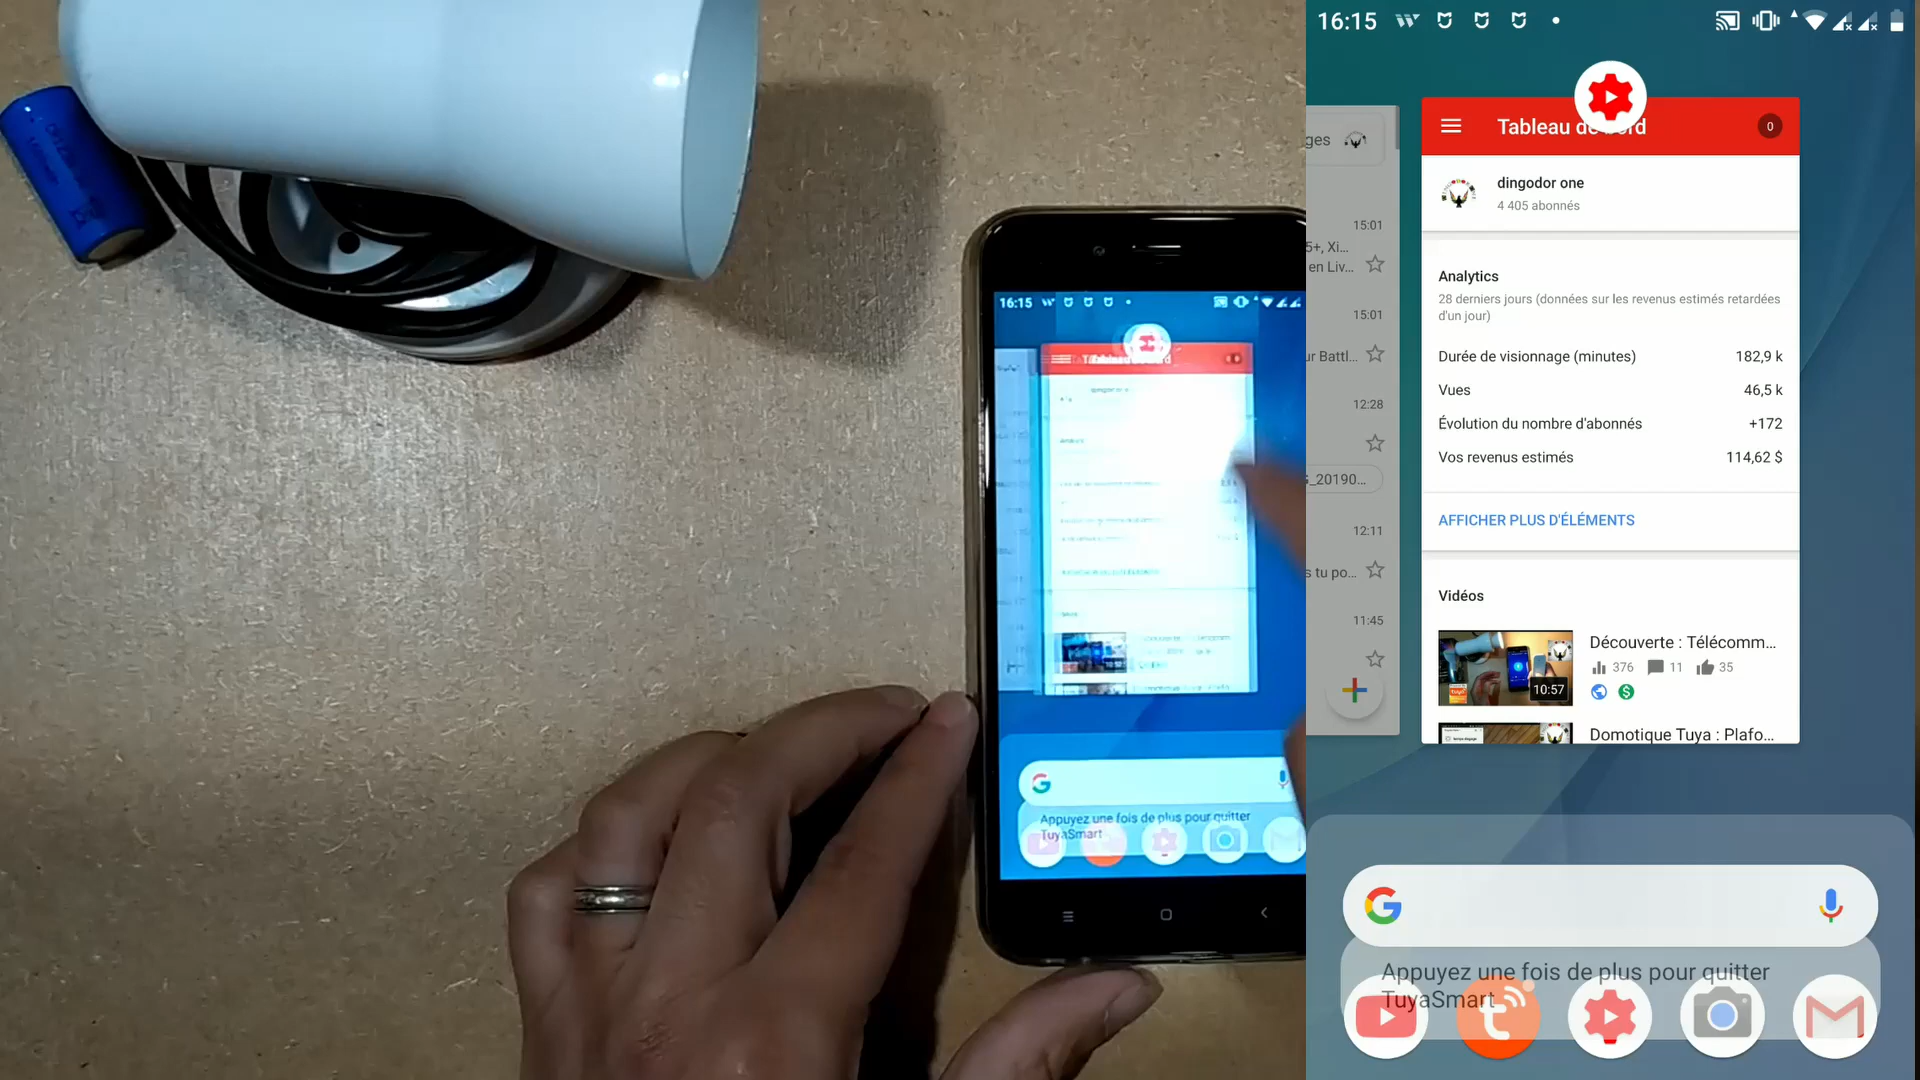 16:15
Tableau de bord
0
dingodor one
4 405 abonnés
Analytics
28 derniers jours (données sur les revenus estimés retardées
d'un jour)
Durée de visionnage (minutes) 182,9 k
Vues 46,5 k
Évolution du nombre d'abonnés +172
Vos revenus estimés 114,62 $
AFFICHER PLUS D'ÉLÉMENTS
Vidéos
Découverte : Télécomm...
376 11 35
10:57
Domotique Tuya : Plafo...
ges
15:01
5+, Xi...
en Liv...
15:01
ur Battl...
12:28
_20190...
12:11
s tu po...
11:45
Appuyez une fois de plus pour quitter
TuyaSmart
16:15
Appuyez une fois de plus pour quitter
TuyaSmart